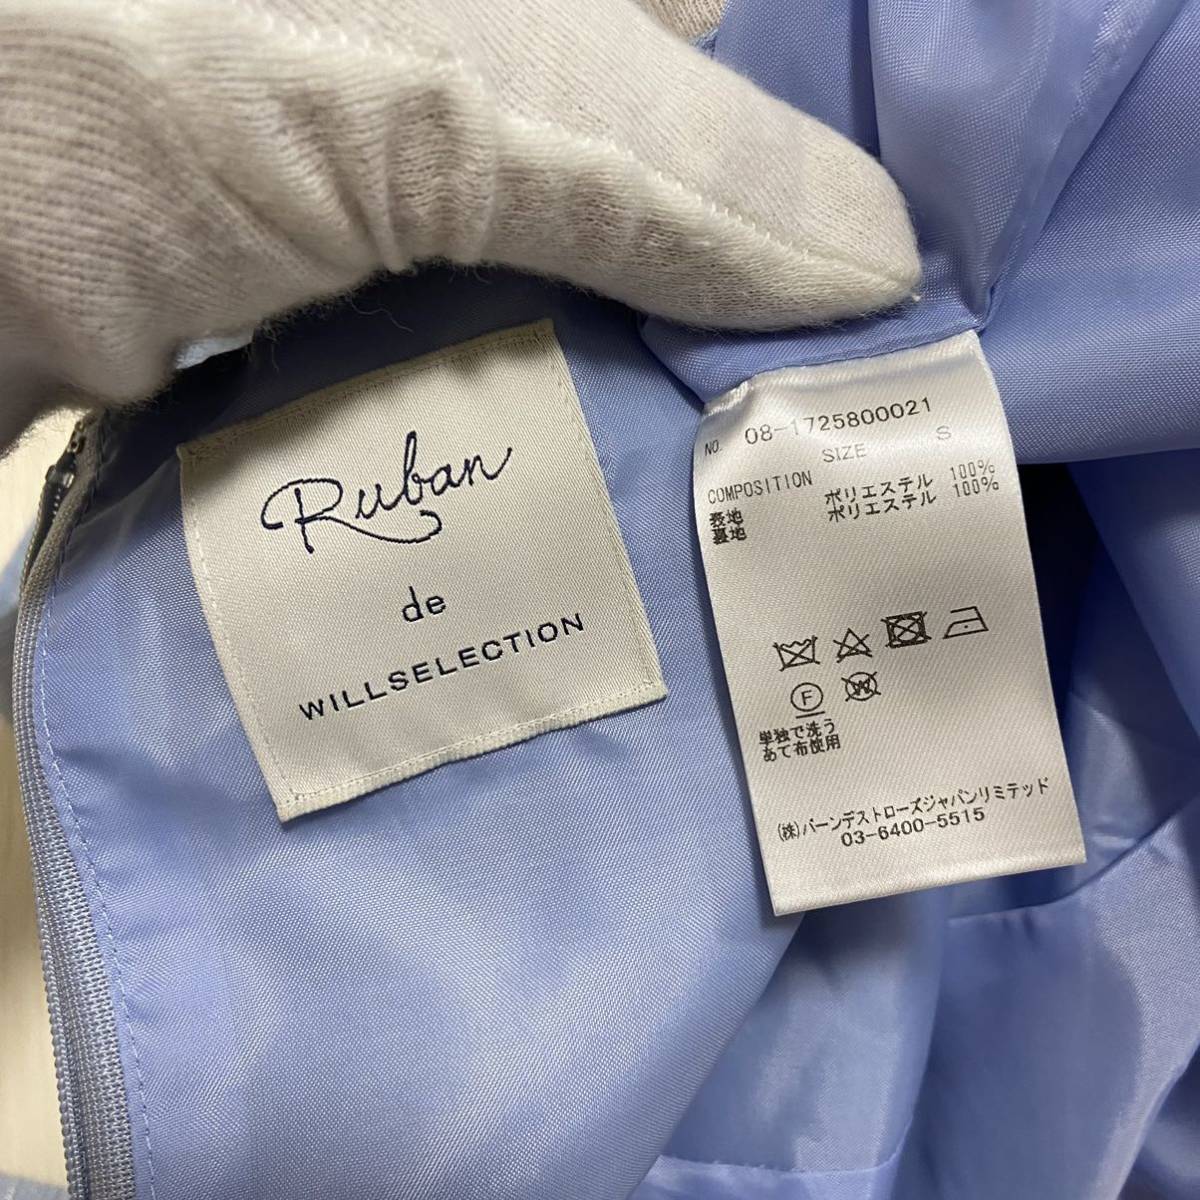 Ruban
de
WILLSELECTION
NO. 08-1725800021
SIZE S
COMPOSITION
表地 ポリエステル 100%
裏地 ポリエステル 100%
F
W
単独で洗う
あて布使用
(株)バーンデストローズジャパンリミテッド
03-6400-5515